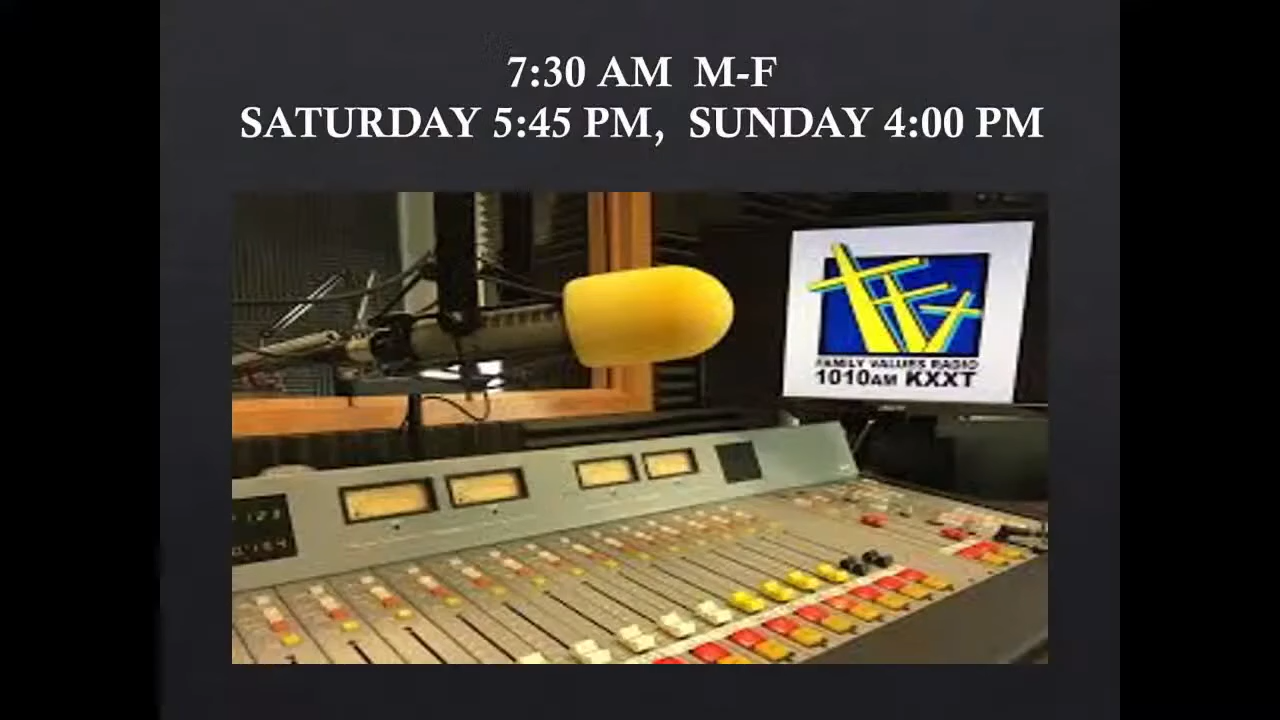 7:30 AM M-F
SATURDAY 5:45 PM, SUNDAY 4:00 PM
FAMILY VALUES RADIO
1010AM KXXT